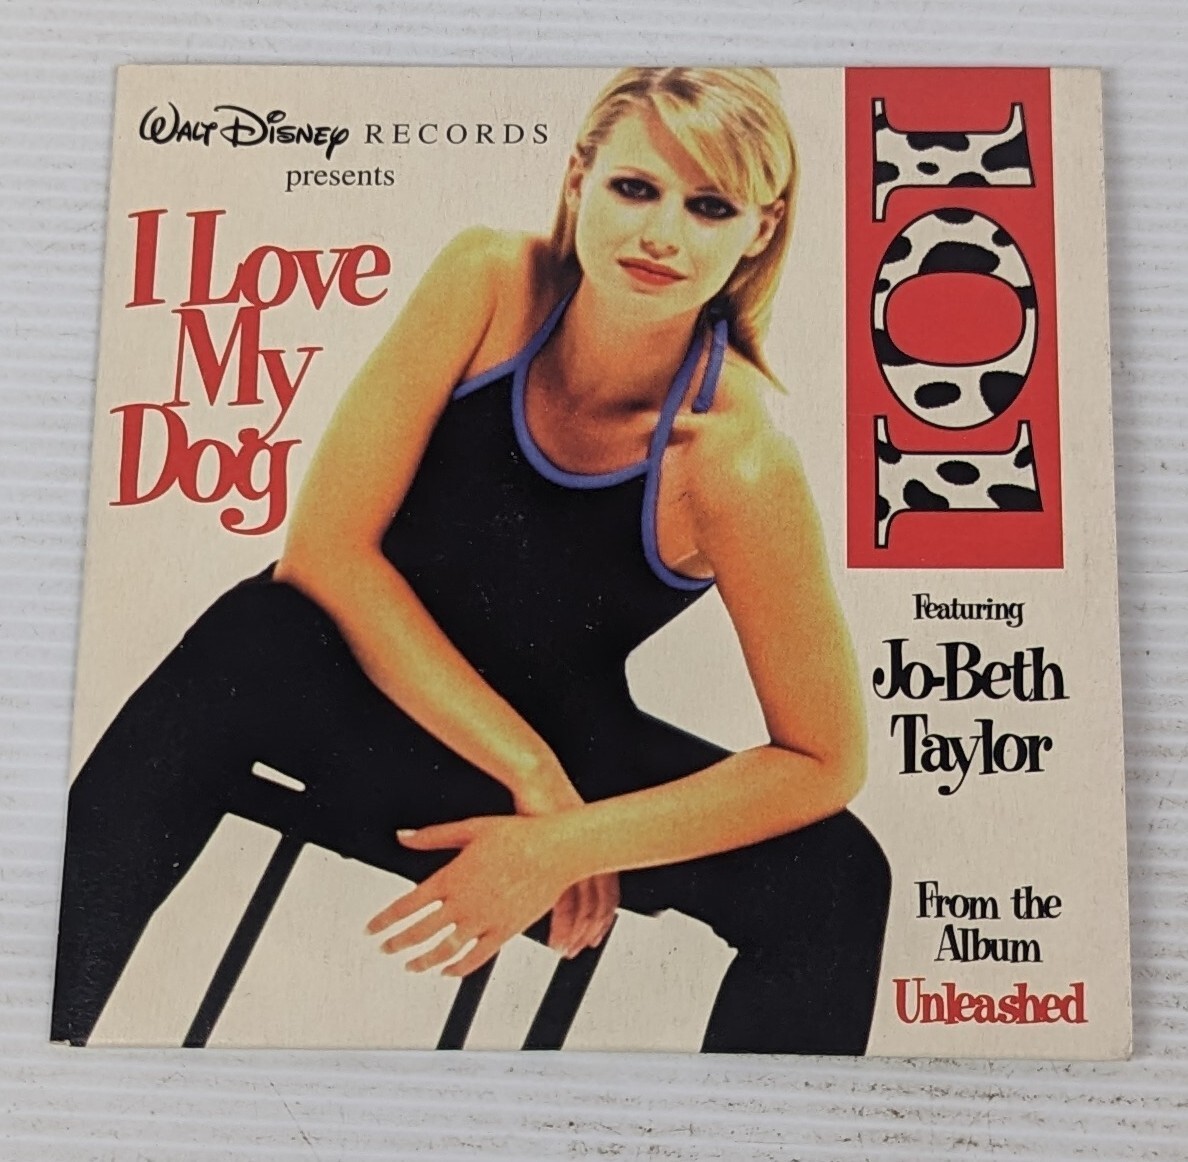 WALT DISNEY RECORDS
presents
I Love
My
Dog
101
Featuring
Jo-Beth
Taylor
From the
Album
Unleashed